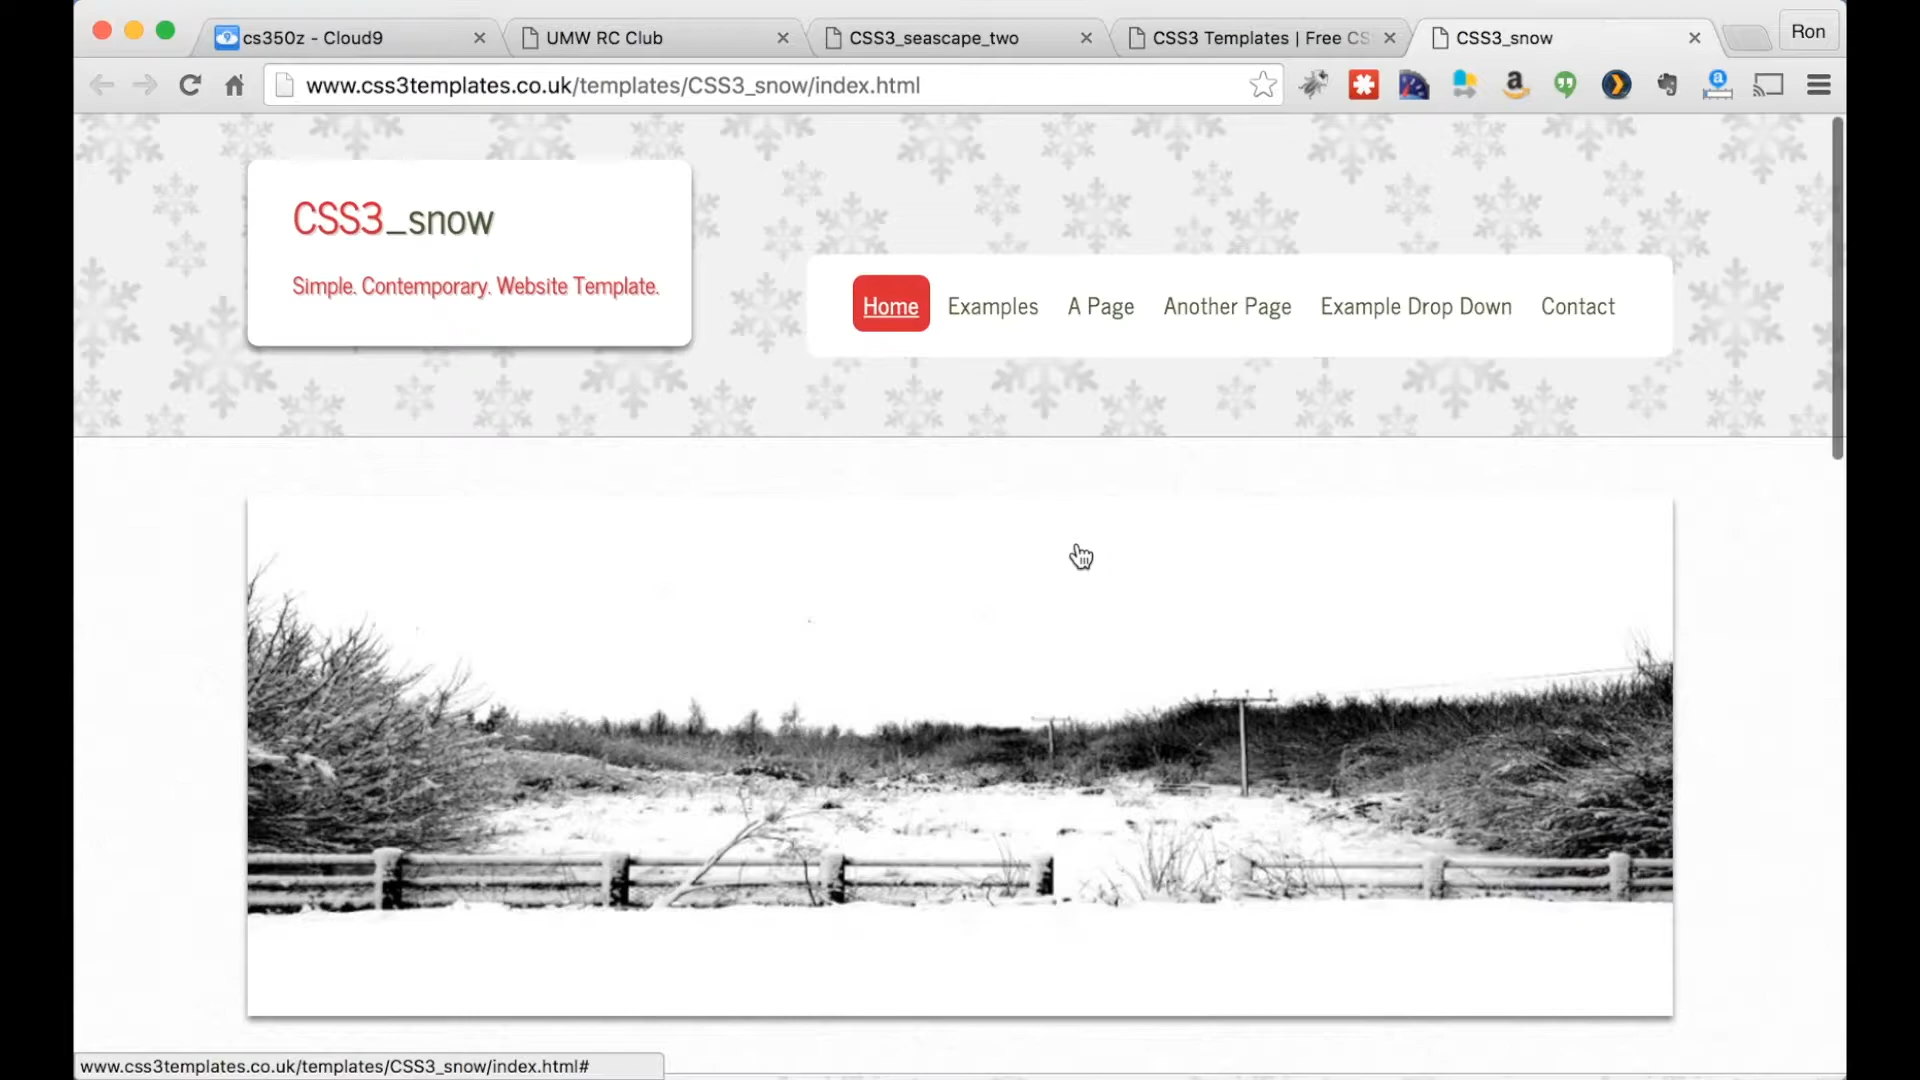 cs350z - Cloud9
UMW RC Club
CSS3_seascape_two
CSS3 Templates | Free CS
CSS3_snow
Ron
www.css3templates.co.uk/templates/CSS3_snow/index.html
CSS3_snow
Simple. Contemporary. Website Template.
Home
Examples
A Page
Another Page
Example Drop Down
Contact
www.css3templates.co.uk/templates/CSS3_snow/index.html#